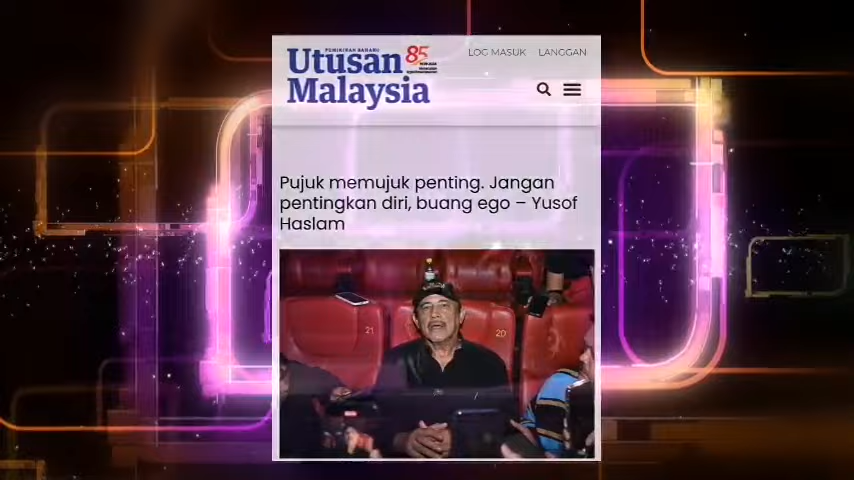 LOG MASUK LANGGAN
Utusan 85
Malaysia
Pujuk memujuk penting. Jangan
pentingkan diri, buang ego – Yusof
Haslam
21
20